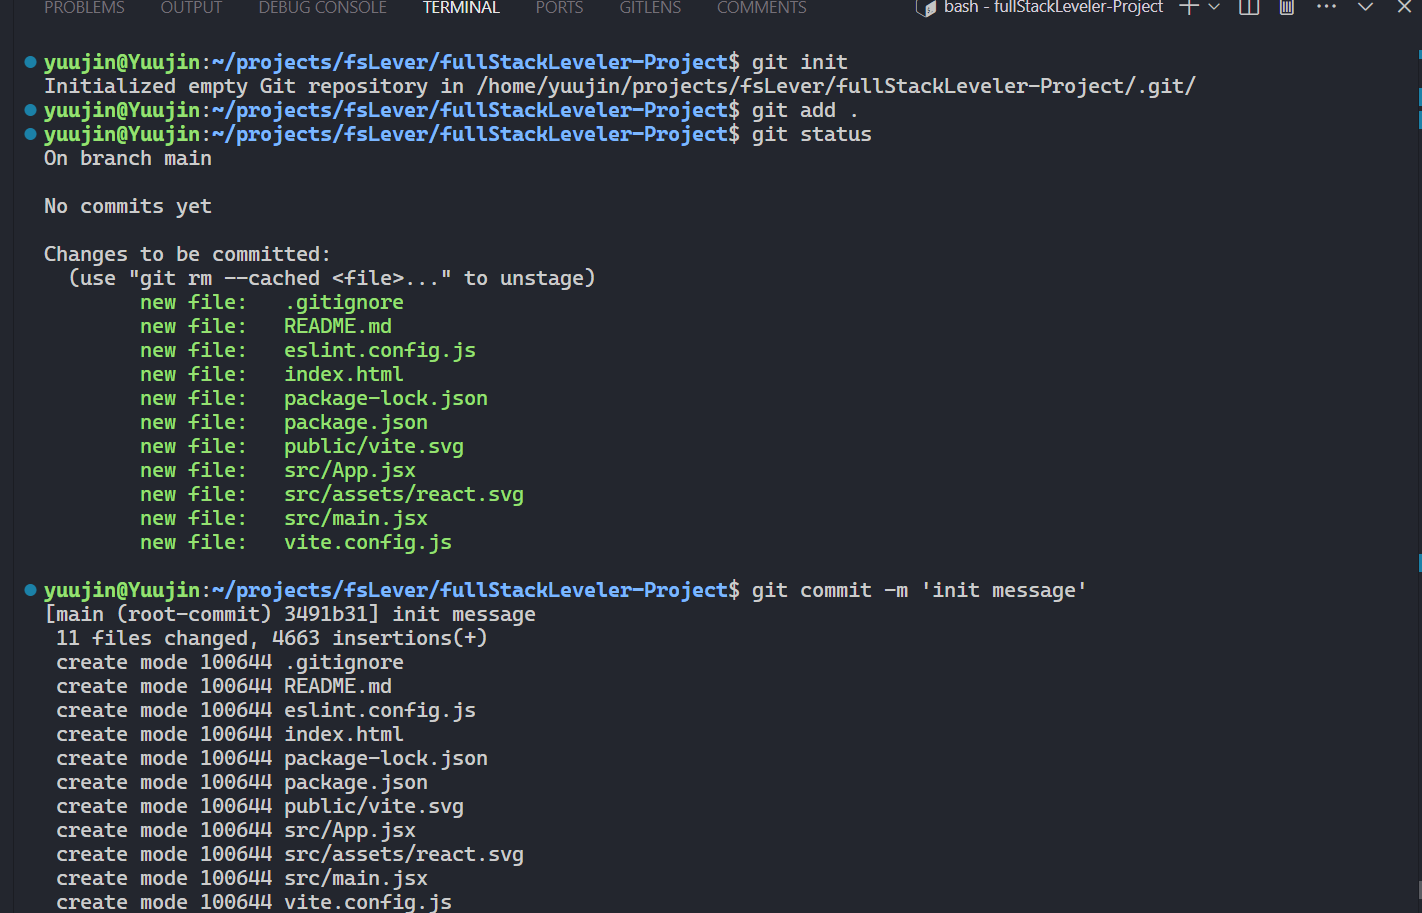 PROBLEMS OUTPUT DEBUG CONSOLE TERMINAL PORTS GITLENS COMMENTS bash - fullStackLeveler-Project
yuujin@Yuujin:~/projects/fsLever/fullStackLeveler-Project$ git init
Initialized empty Git repository in /home/yuujin/projects/fsLever/fullStackLeveler-Project/.git/
yuujin@Yuujin:~/projects/fsLever/fullStackLeveler-Project$ git add .
yuujin@Yuujin:~/projects/fsLever/fullStackLeveler-Project$ git status
On branch main
No commits yet
Changes to be committed:
  (use "git rm --cached <file>..." to unstage)
        new file:   .gitignore
        new file:   README.md
        new file:   eslint.config.js
        new file:   index.html
        new file:   package-lock.json
        new file:   package.json
        new file:   public/vite.svg
        new file:   src/App.jsx
        new file:   src/assets/react.svg
        new file:   src/main.jsx
        new file:   vite.config.js
yuujin@Yuujin:~/projects/fsLever/fullStackLeveler-Project$ git commit -m 'init message'
[main (root-commit) 3491b31] init message
 11 files changed, 4663 insertions(+)
 create mode 100644 .gitignore
 create mode 100644 README.md
 create mode 100644 eslint.config.js
 create mode 100644 index.html
 create mode 100644 package-lock.json
 create mode 100644 package.json
 create mode 100644 public/vite.svg
 create mode 100644 src/App.jsx
 create mode 100644 src/assets/react.svg
 create mode 100644 src/main.jsx
 create mode 100644 vite.config.js